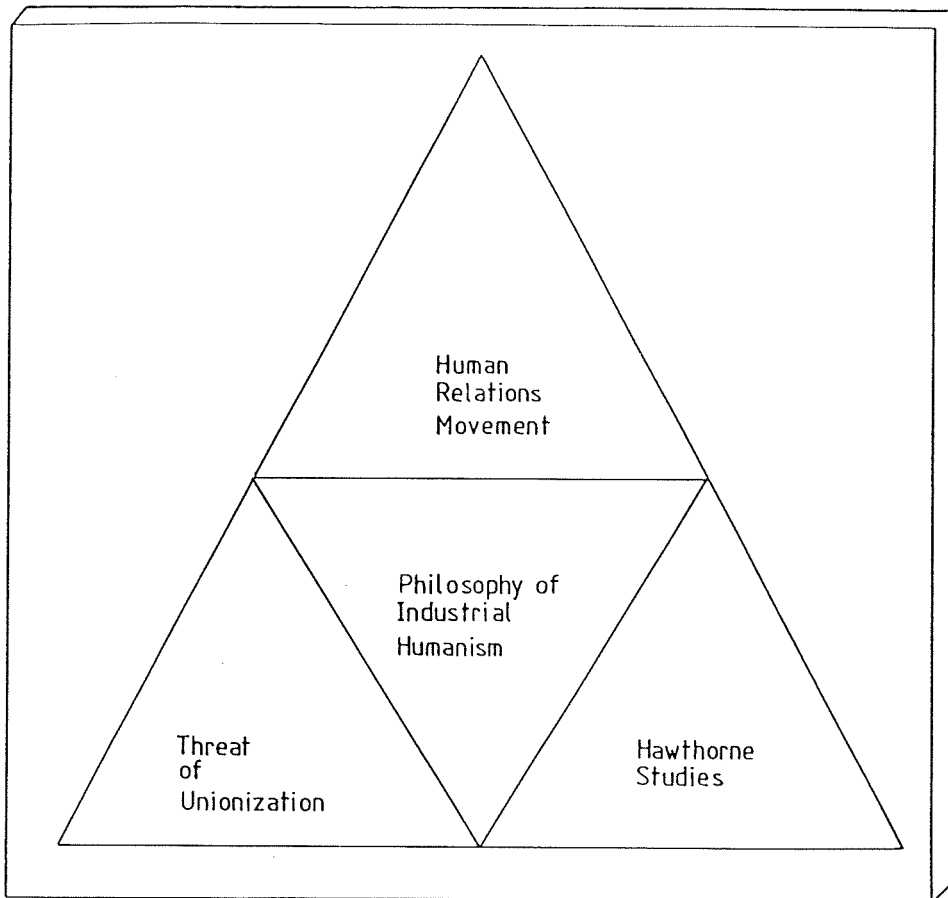 Human
Relations
Movement
Philosophy of
Industrial
Humanism
Threat
of
Unionization
Hawthorne
Studies